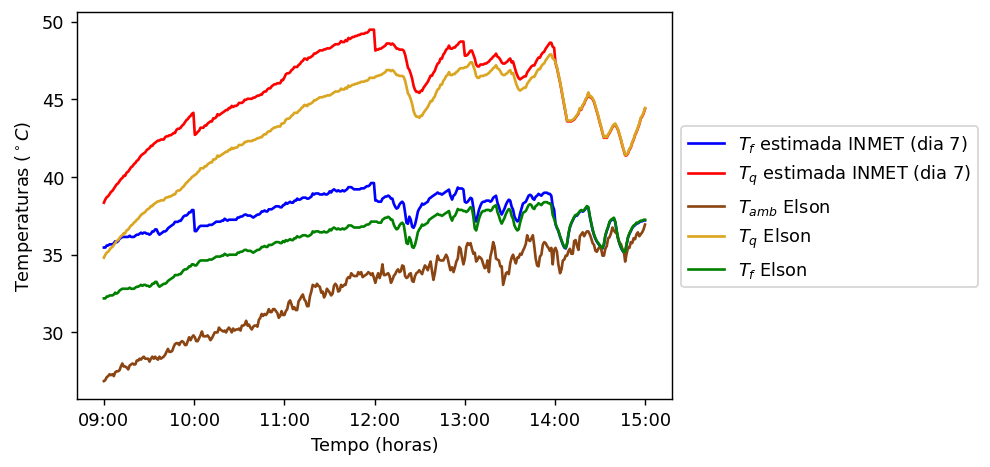 50
45
40
35
30
Temperaturas (°C)
09:00 10:00 11:00 12:00 13:00 14:00 15:00
Tempo (horas)
T_f estimada INMET (dia 7)
T_q estimada INMET (dia 7)
T_amb Elson
T_q Elson
T_f Elson